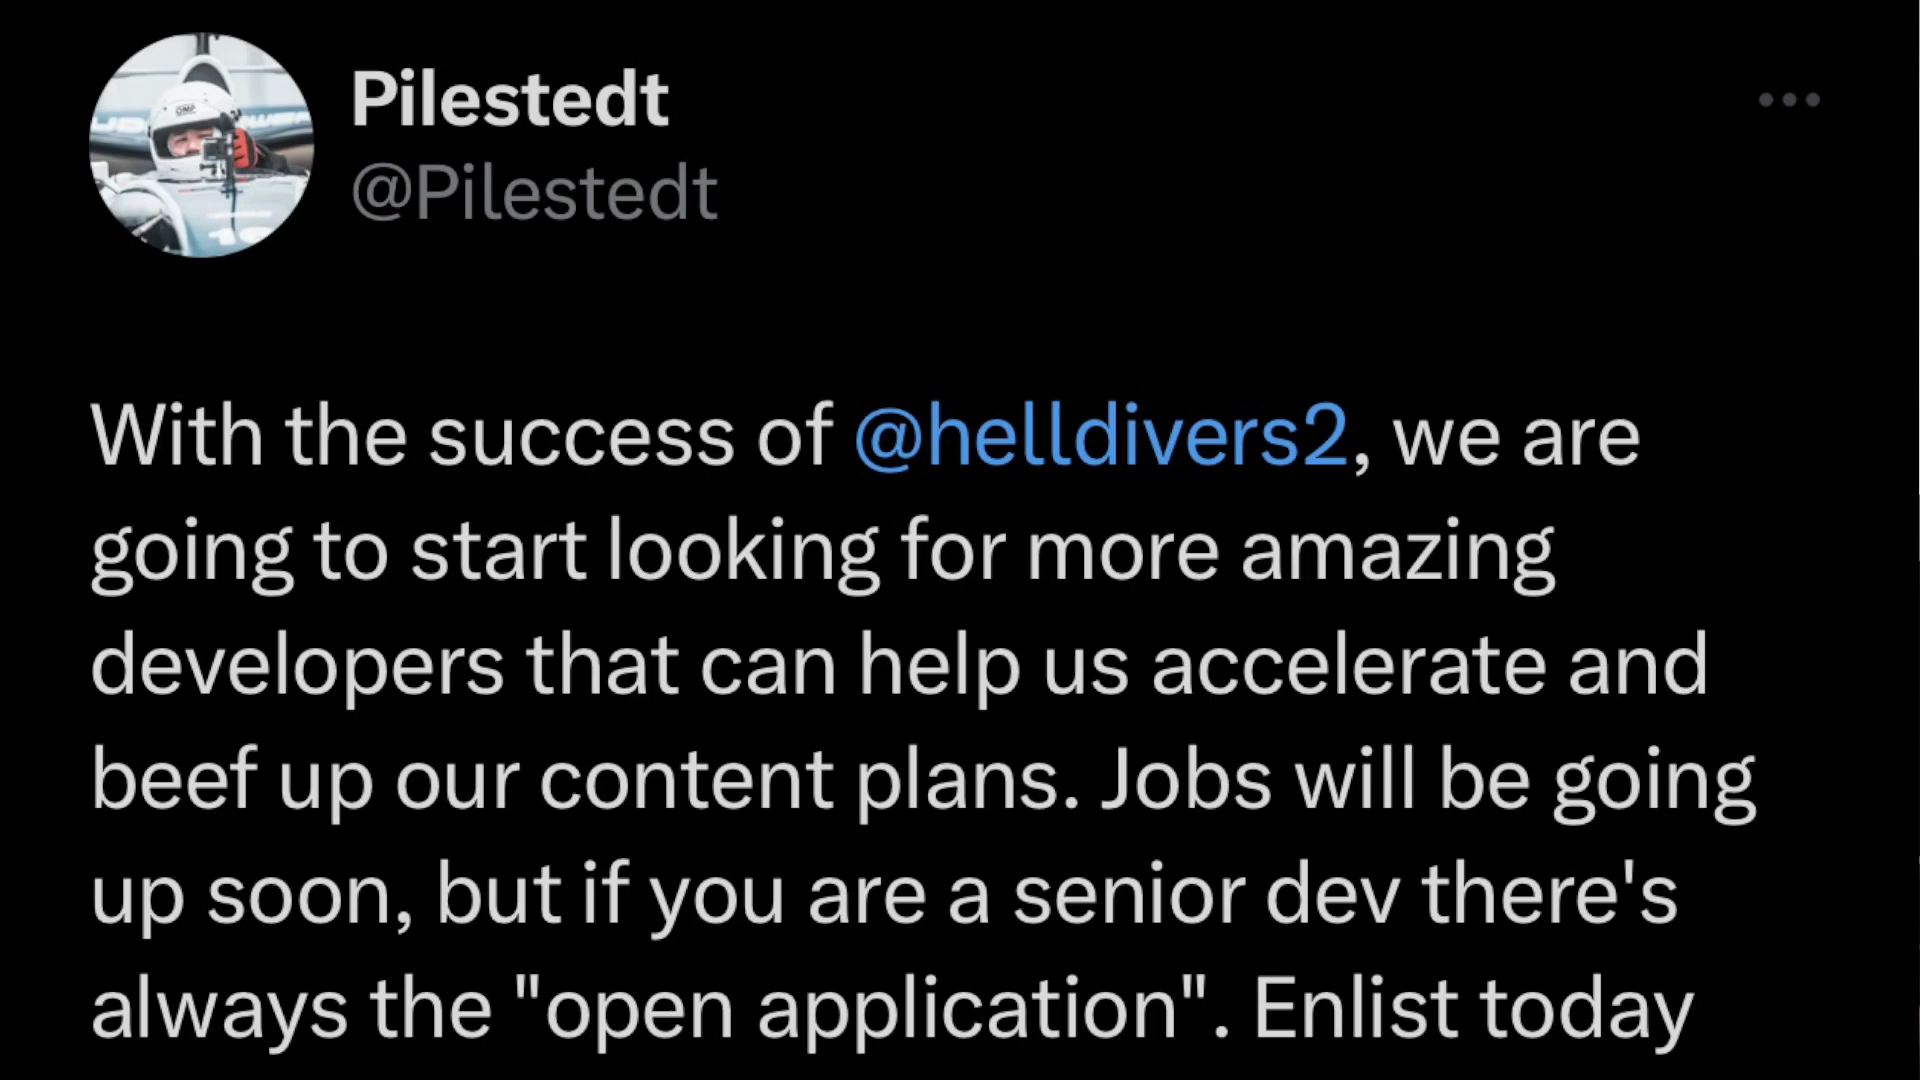 Pilestedt
@Pilestedt
With the success of @helldivers2, we are
going to start looking for more amazing
developers that can help us accelerate and
beef up our content plans. Jobs will be going
up soon, but if you are a senior dev there's
always the "open application". Enlist today
OMP